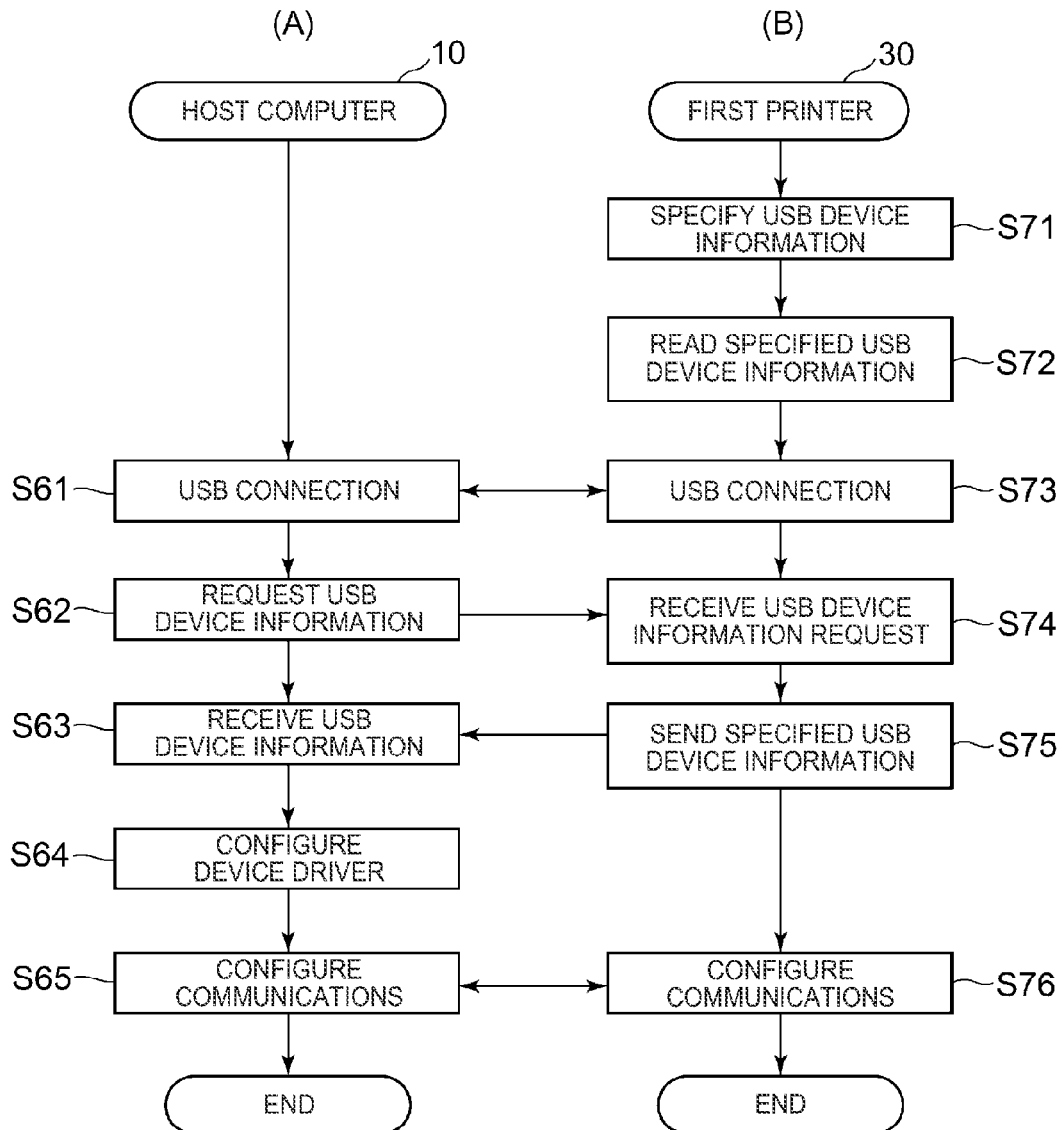 (A)
(B)
10
30
HOST COMPUTER
FIRST PRINTER
SPECIFY USB DEVICE
INFORMATION
S71
READ SPECIFIED USB
DEVICE INFORMATION
S72
S61
USB CONNECTION
USB CONNECTION
S73
S62
REQUEST USB
DEVICE INFORMATION
RECEIVE USB DEVICE
INFORMATION REQUEST
S74
S63
RECEIVE USB
DEVICE INFORMATION
SEND SPECIFIED USB
DEVICE INFORMATION
S75
S64
CONFIGURE
DEVICE DRIVER
S65
CONFIGURE
COMMUNICATIONS
CONFIGURE
COMMUNICATIONS
S76
END
END